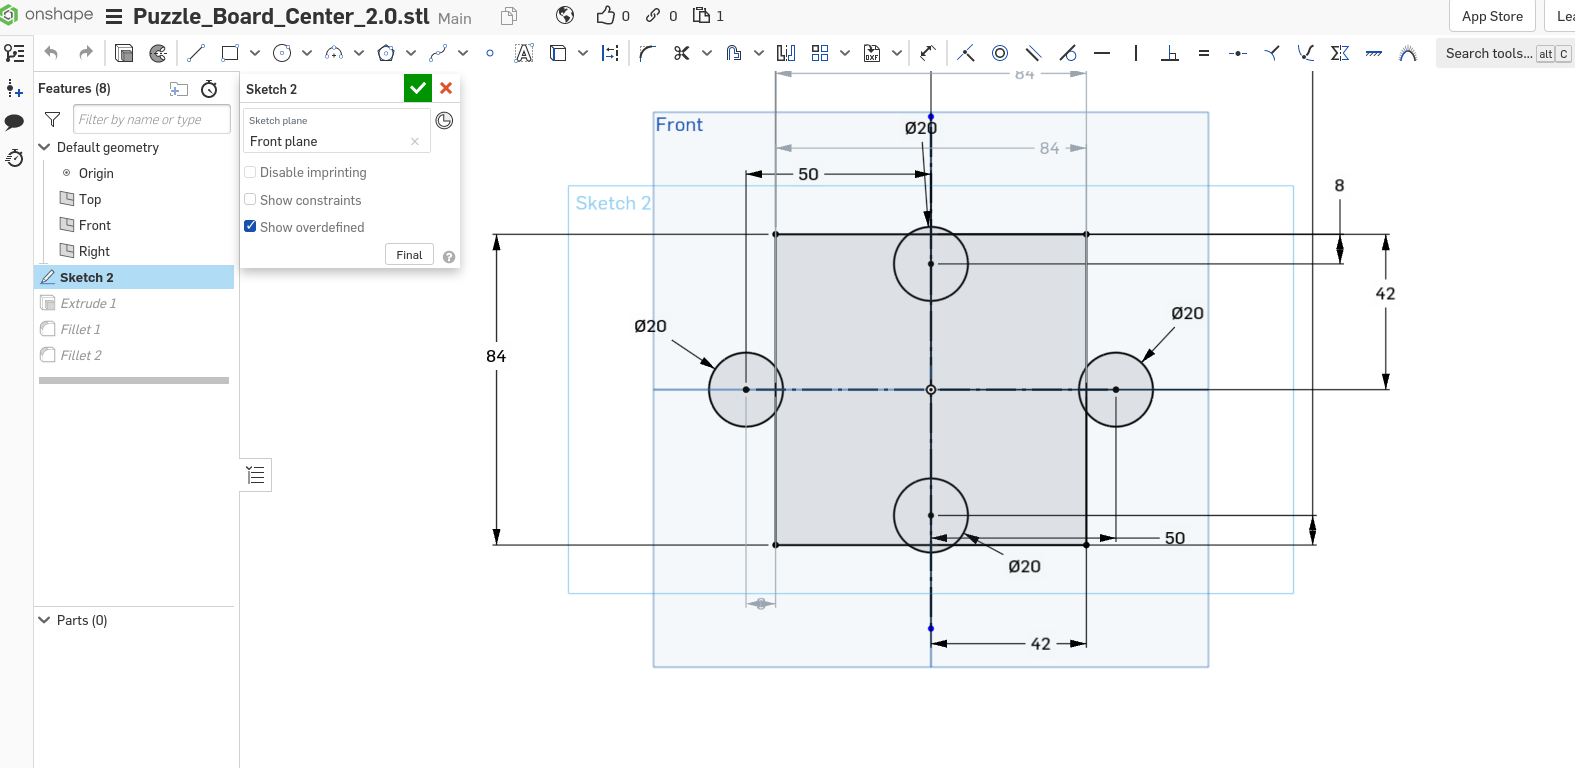 onshape
Puzzle_Board_Center_2.0.stl Main
0 0 1
App Store
Lea
Search tools... alt C
Features (8)
Filter by name or type
Default geometry
Origin
Top
Front
Right
Sketch 2
Extrude 1
Fillet 1
Fillet 2
Parts (0)
Sketch 2
Sketch plane
Front plane
Disable imprinting
Show constraints
Show overdefined
Final
84
Front
Ø20
84
50
8
Sketch 2
42
Ø20
Ø20
84
50
Ø20
42